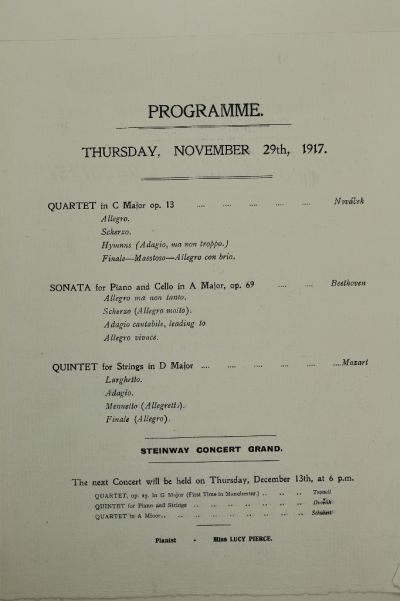 PROGRAMME.
THURSDAY, NOVEMBER 29th, 1917.
QUARTET in C Major op. 13 .... .... .... .... .... Nováček
Allegro.
Scherzo.
Hymnus (Adagio, ma non troppo.)
Finale—Maestoso—Allegro con brio.
SONATA for Piano and Cello in A Major, op. 69 .... .... Beethoven
Allegro ma non tanto.
Scherzo (Allegro molto).
Adagio cantabile, leading to
Allegro vivace.
QUINTET for Strings in D Major .... .... .... .... .... Mozart
Larghetto.
Adagio.
Mennetto (Allegretto).
Finale (Allegro).
STEINWAY CONCERT GRAND.
The next Concert will be held on Thursday, December 13th, at 6 p.m.
QUARTET, op. in G Major (First Time in Manchester.) .. .. ..
QUINTET for Piano and Strings .. .. .. .. .. .. .. Dvořák
QUARTET in A Minor.. .. .. .. .. .. .. .. Schubert
Pianist - Miss LUCY PIERCE.